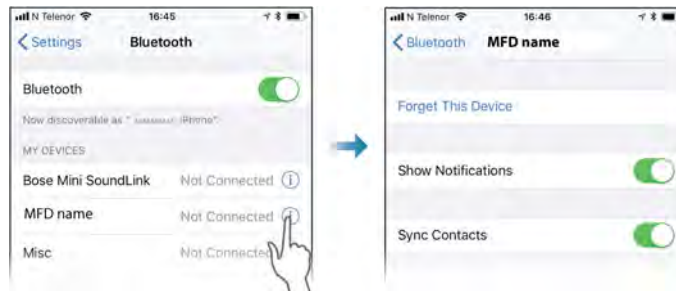 N Telenor 16:45
Settings Bluetooth
Bluetooth
Now discoverable as " iPhone".
MY DEVICES
Bose Mini SoundLink Not Connected
MFD name Not Connected
Misc Not Connected
N Telenor 16:46
Bluetooth MFD name
Forget This Device
Show Notifications
Sync Contacts